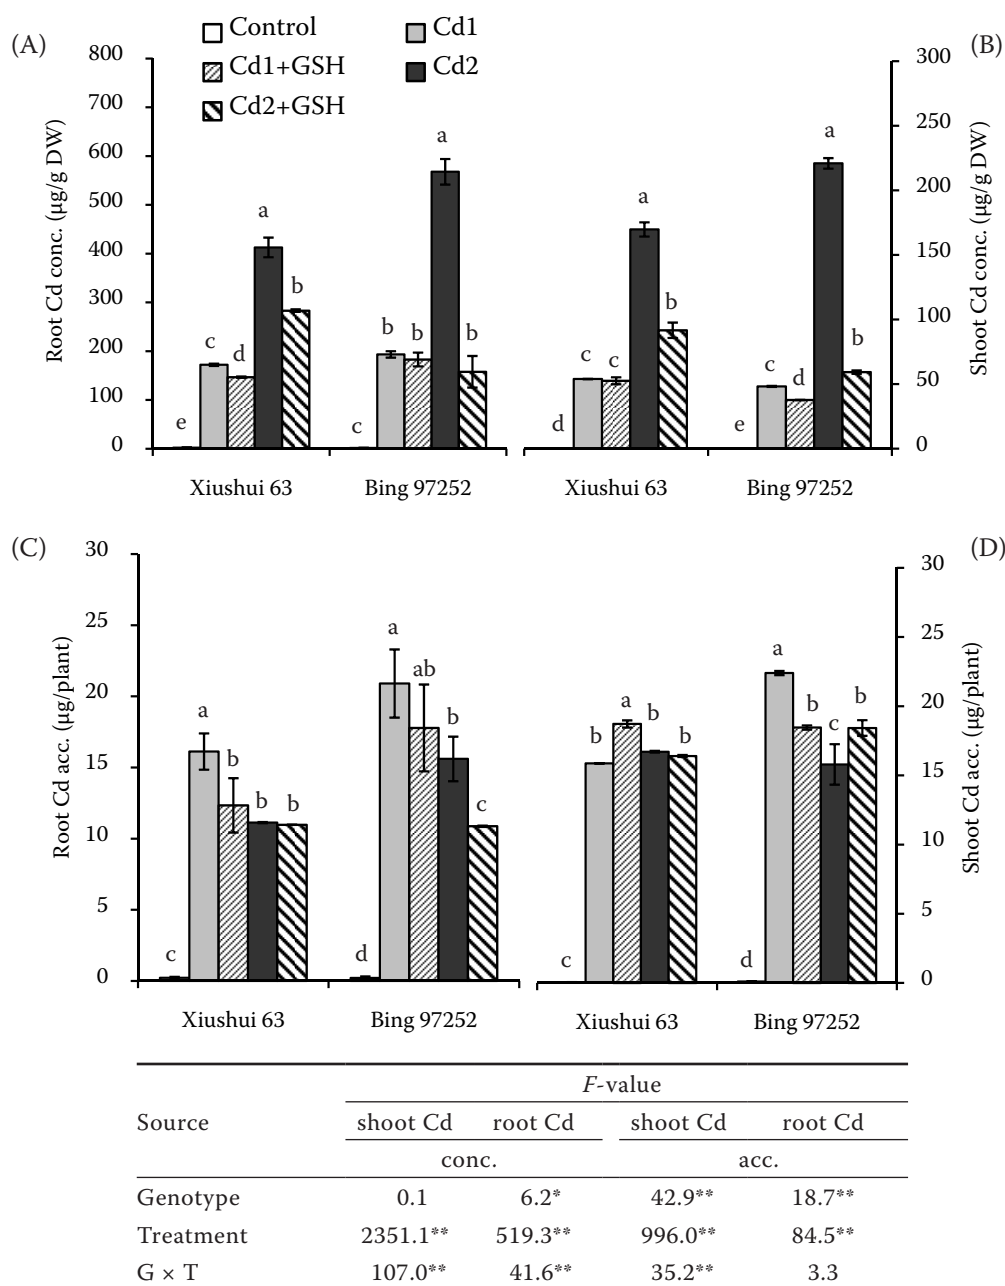 (A)
Control
Cd1
(B)
Cd1+GSH
Cd2
Cd2+GSH
800
700
600
500
400
300
200
100
0
Root Cd conc. (µg/g DW)
e
c
d
a
b
c
b
b
a
b
Xiushui 63
Bing 97252
300
250
200
150
100
50
0
Shoot Cd conc. (µg/g DW)
d
c
c
a
b
e
c
d
a
b
Xiushui 63
Bing 97252
(C)
30
25
20
15
10
5
0
Root Cd acc. (µg/plant)
c
a
b
b
b
d
a
ab
b
c
Xiushui 63
Bing 97252
(D)
30
25
20
15
10
5
0
Shoot Cd acc. (µg/plant)
c
b
a
b
b
d
a
b
c
b
Xiushui 63
Bing 97252
F-value
Source
shoot Cd root Cd shoot Cd root Cd
conc. acc.
Genotype 0.1 6.2* 42.9** 18.7**
Treatment 2351.1** 519.3** 996.0** 84.5**
G × T 107.0** 41.6** 35.2** 3.3